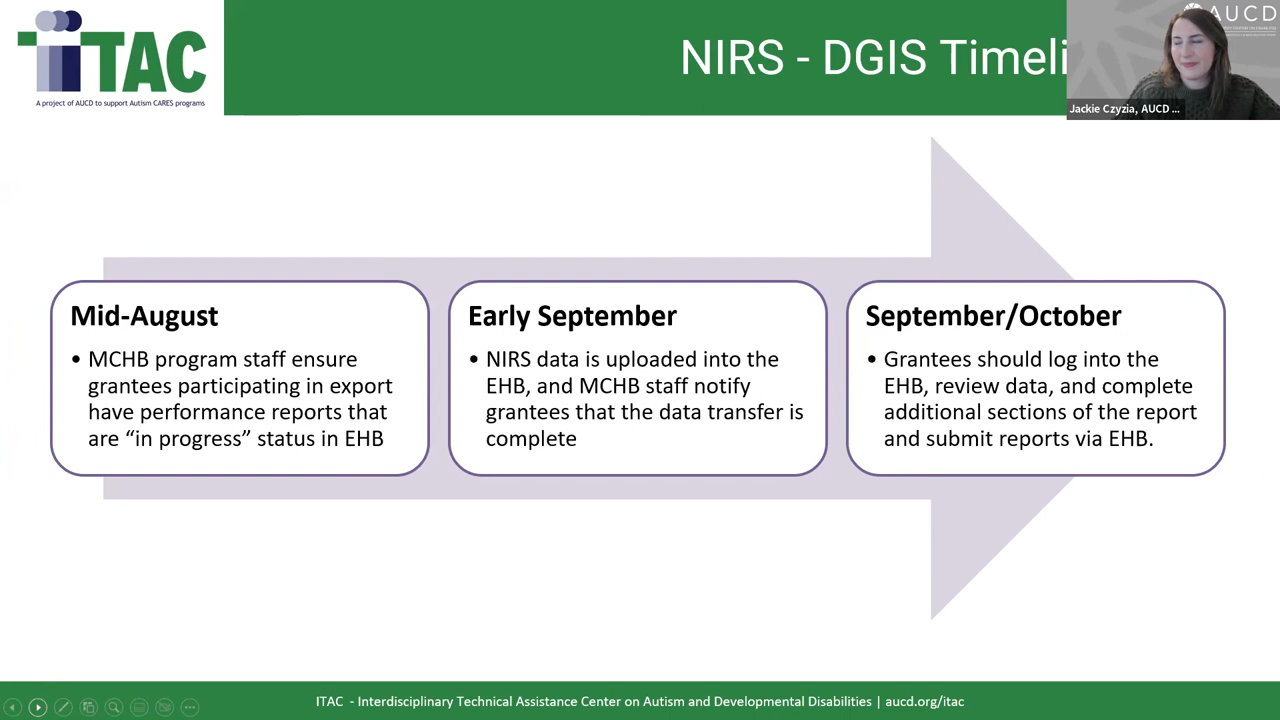 iTAC
A project of AUCD to support Autism CARES programs
NIRS - DGIS Timeli
AUCD
Jackie Czyzia, AUCD ...
Mid-August
• MCHB program staff ensure
grantees participating in export
have performance reports that
are “in progress” status in EHB
Early September
• NIRS data is uploaded into the
EHB, and MCHB staff notify
grantees that the data transfer is
complete
September/October
• Grantees should log into the
EHB, review data, and complete
additional sections of the report
and submit reports via EHB.
ITAC - Interdisciplinary Technical Assistance Center on Autism and Developmental Disabilities | aucd.org/itac